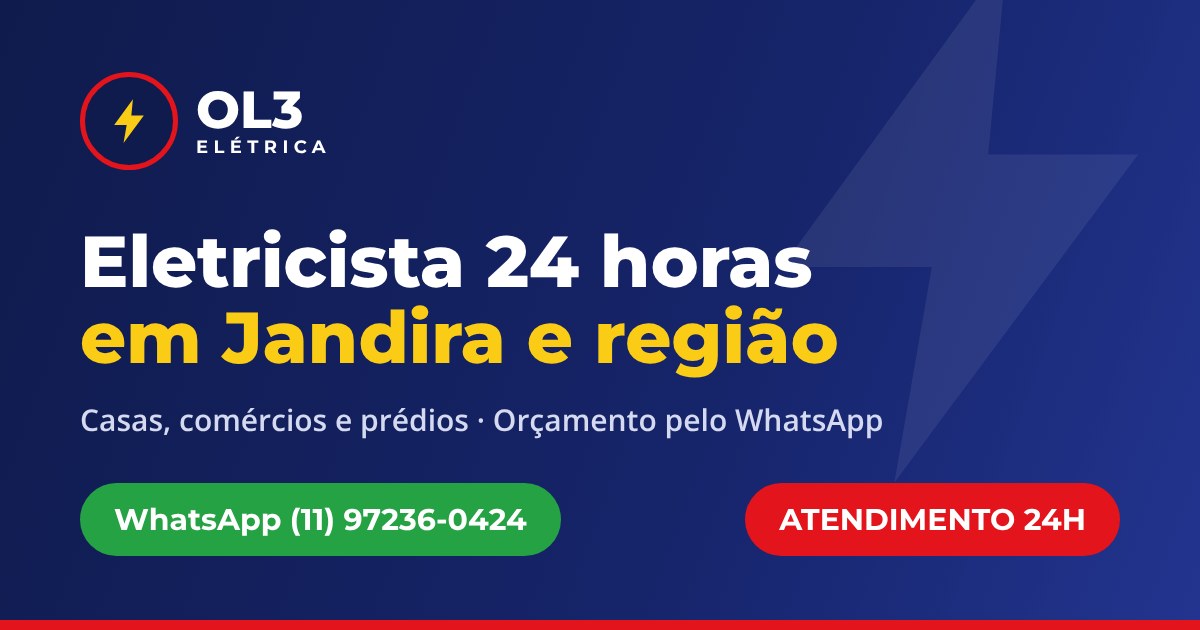 OL3
ELÉTRICA
Eletricista 24 horas
em Jandira e região
Casas, comércios e prédios · Orçamento pelo WhatsApp
WhatsApp (11) 97236-0424
ATENDIMENTO 24H